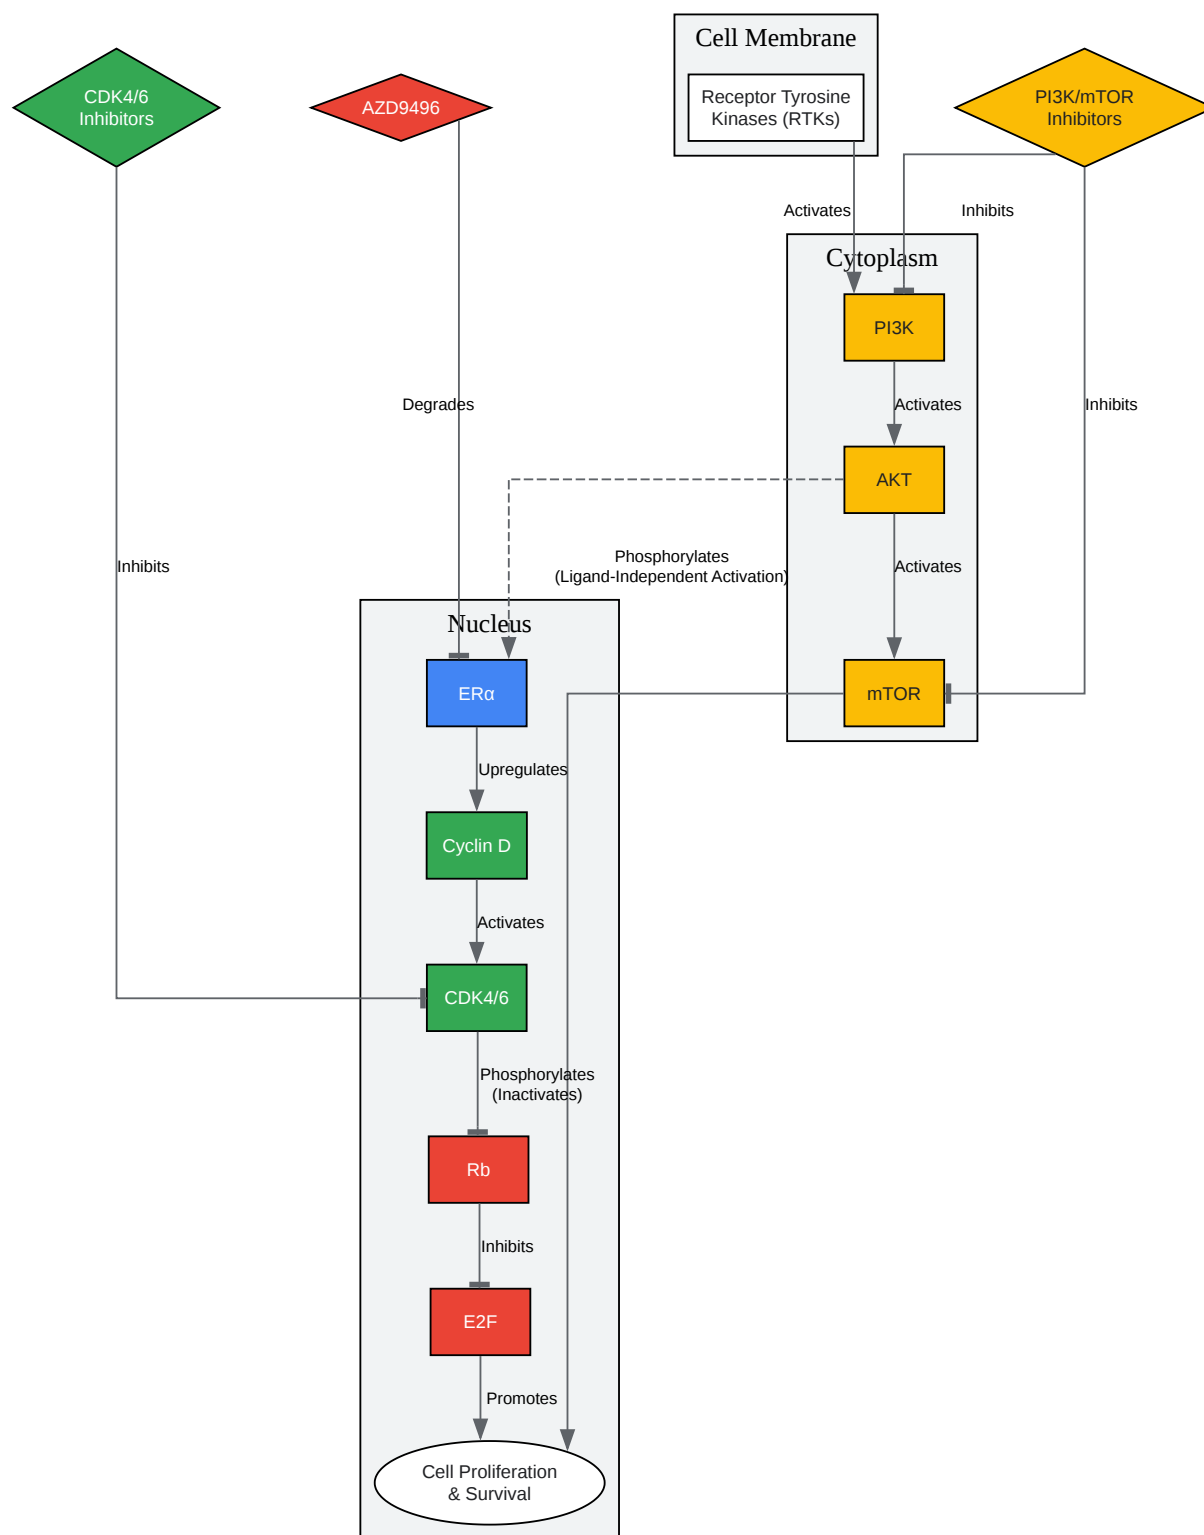 Cell Membrane
CDK4/6
Inhibitors
AZD9496
Receptor Tyrosine
Kinases (RTKs)
PI3K/mTOR
Inhibitors
Activates
Inhibits
Cytoplasm
PI3K
Degrades
Activates
Inhibits
AKT
Inhibits
Phosphorylates
(Ligand-Independent Activation)
Activates
Nucleus
ERα
mTOR
Upregulates
Cyclin D
Activates
CDK4/6
Phosphorylates
(Inactivates)
Rb
Inhibits
E2F
Promotes
Cell Proliferation
& Survival